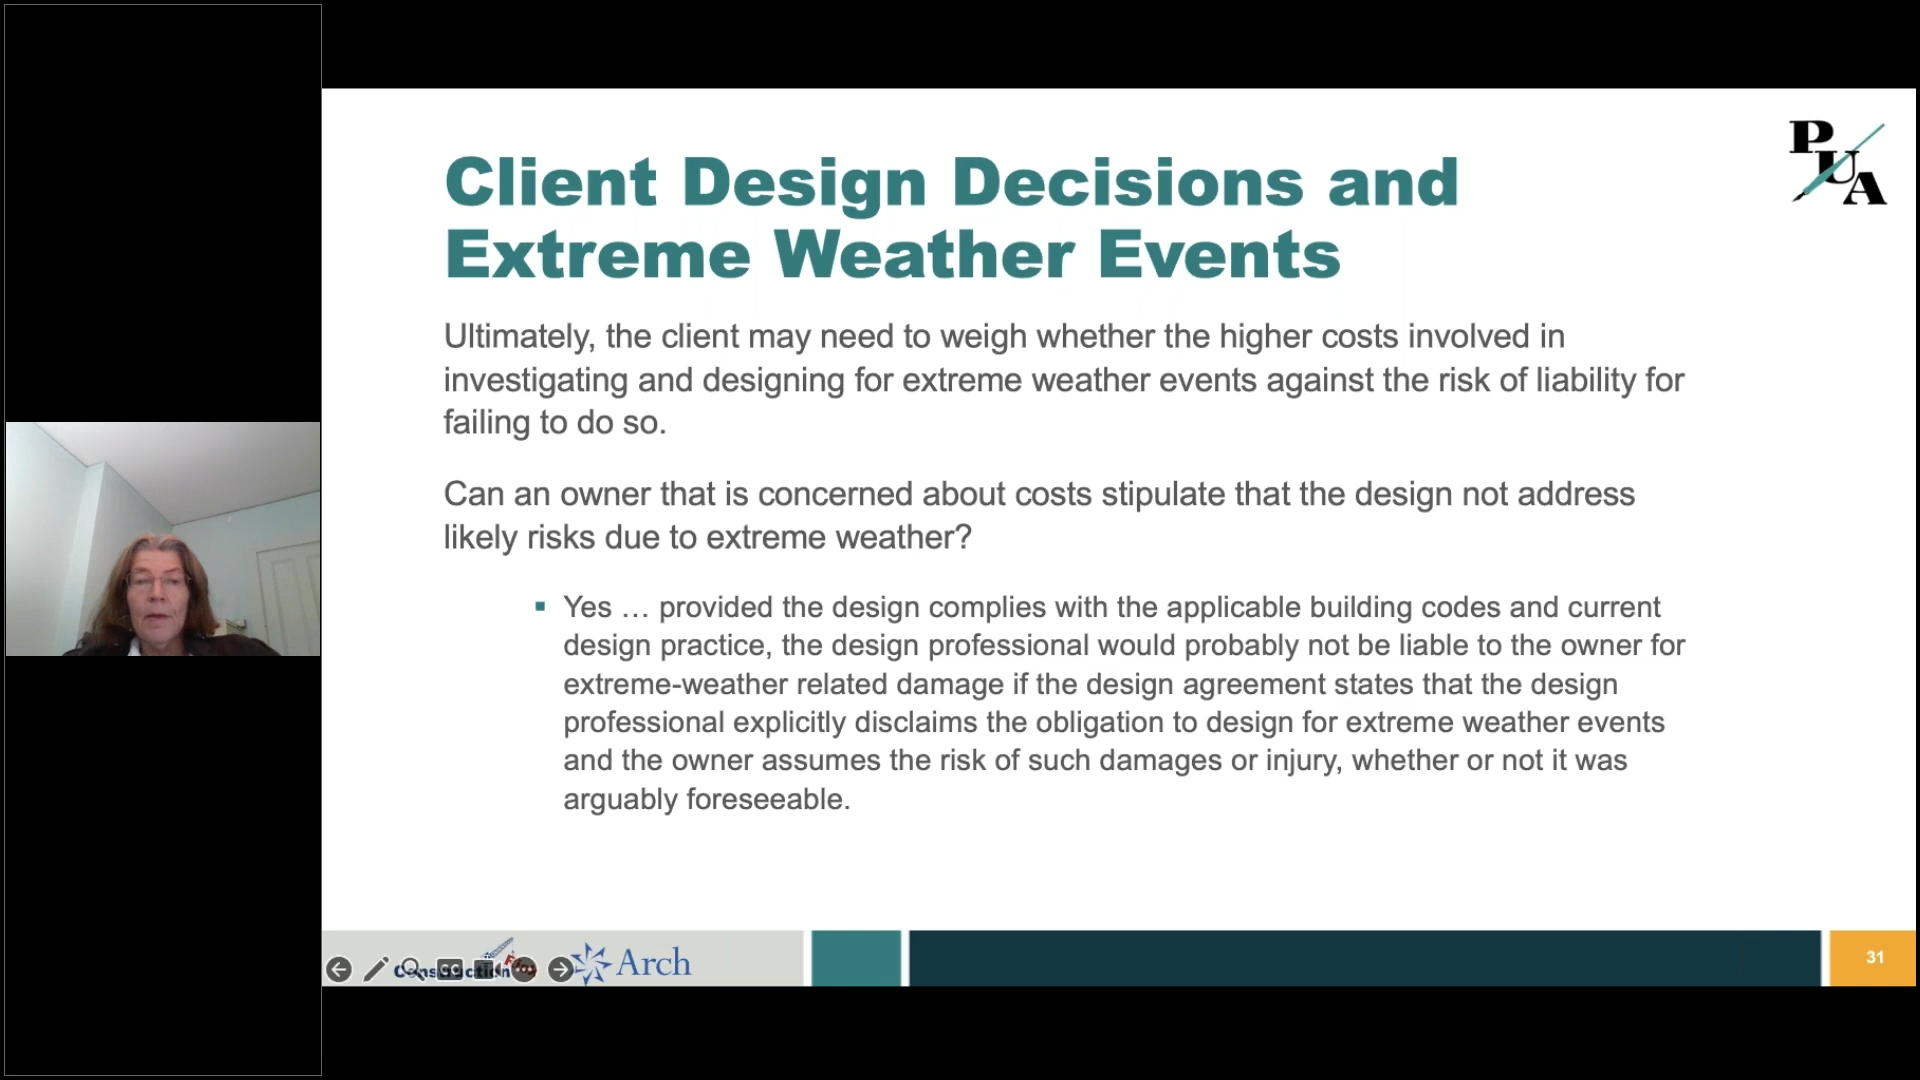 Client Design Decisions and
Extreme Weather Events
PUA
Ultimately, the client may need to weigh whether the higher costs involved in
investigating and designing for extreme weather events against the risk of liability for
failing to do so.
Can an owner that is concerned about costs stipulate that the design not address
likely risks due to extreme weather?
▪ Yes … provided the design complies with the applicable building codes and current
design practice, the design professional would probably not be liable to the owner for
extreme-weather related damage if the design agreement states that the design
professional explicitly disclaims the obligation to design for extreme weather events
and the owner assumes the risk of such damages or injury, whether or not it was
arguably foreseeable.
Construction
Arch
31